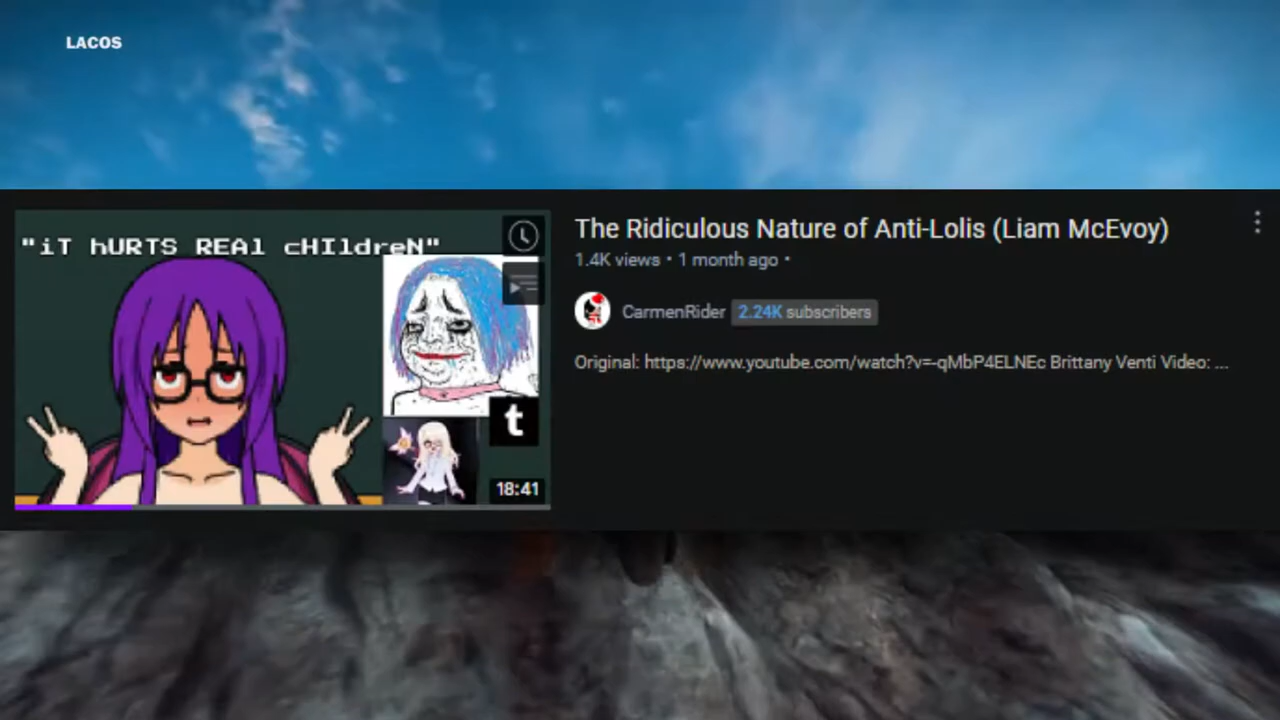 LACOS
"iT hURTS REAl cHIldreN"
t
18:41
The Ridiculous Nature of Anti-Lolis (Liam McEvoy)
1.4K views • 1 month ago •
CarmenRider 2.24K subscribers
Original: https://www.youtube.com/watch?v=-qMbP4ELNEc Brittany Venti Video: ...